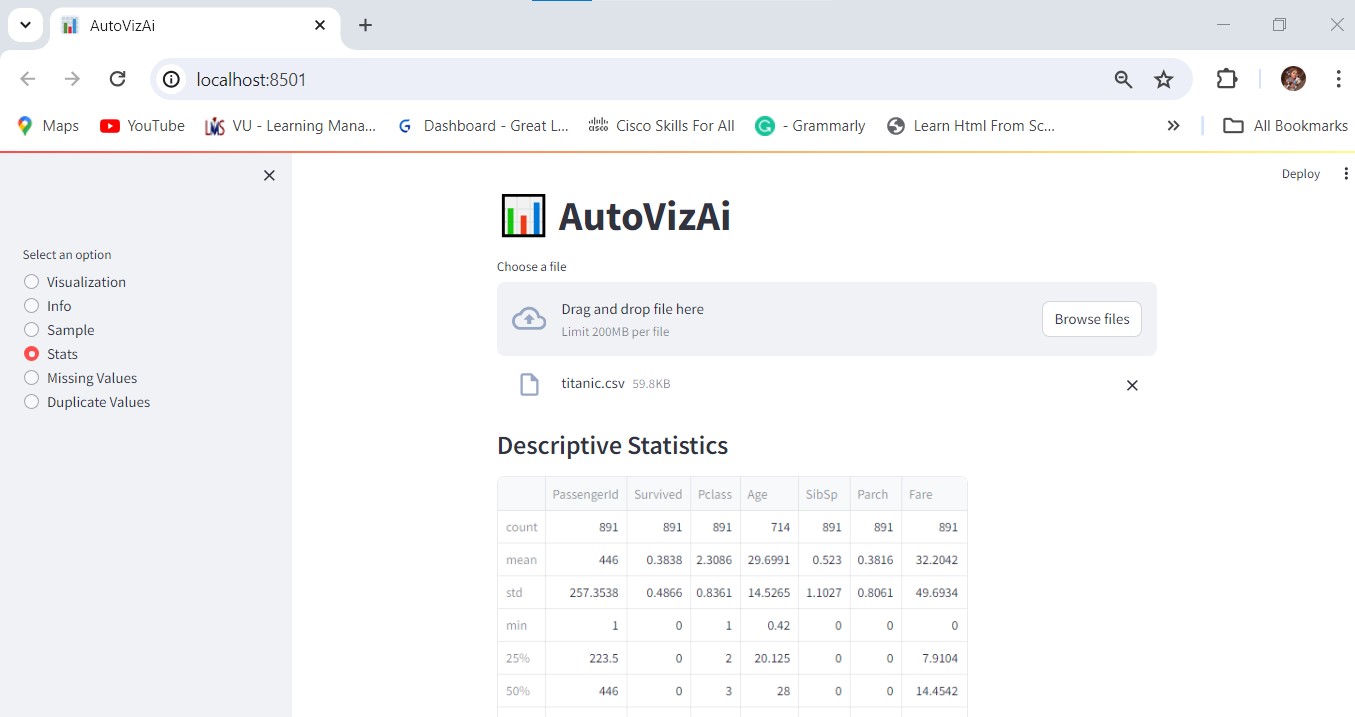 AutoVizAi
localhost:8501
Maps YouTube VU - Learning Mana... Dashboard - Great L... Cisco Skills For All - Grammarly Learn Html From Sc... All Bookmarks
Deploy
AutoVizAi
Select an option
Visualization
Info
Sample
Stats
Missing Values
Duplicate Values
Choose a file
Drag and drop file here
Limit 200MB per file
Browse files
titanic.csv 59.8KB
Descriptive Statistics
PassengerId Survived Pclass Age SibSp Parch Fare
count 891 891 891 714 891 891 891
mean 446 0.3838 2.3086 29.6991 0.523 0.3816 32.2042
std 257.3538 0.4866 0.8361 14.5265 1.1027 0.8061 49.6934
min 1 0 1 0.42 0 0 0
25% 223.5 0 2 20.125 0 0 7.9104
50% 446 0 3 28 0 0 14.4542